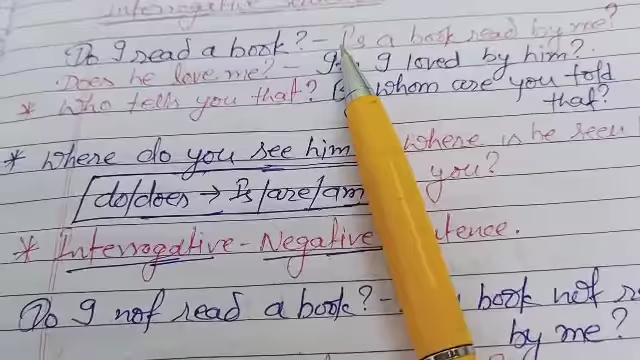 Interrogative Sentence
Do I read a book? - Is a book read by me?
Does he love me? - I loved by him?
* Who tells you that? By whom are you told
that?
* Where do you see him where is he seen
you?
do/does → Is/are/am
* Interrogative - Negative
Do I not read a book? - book not
by me?